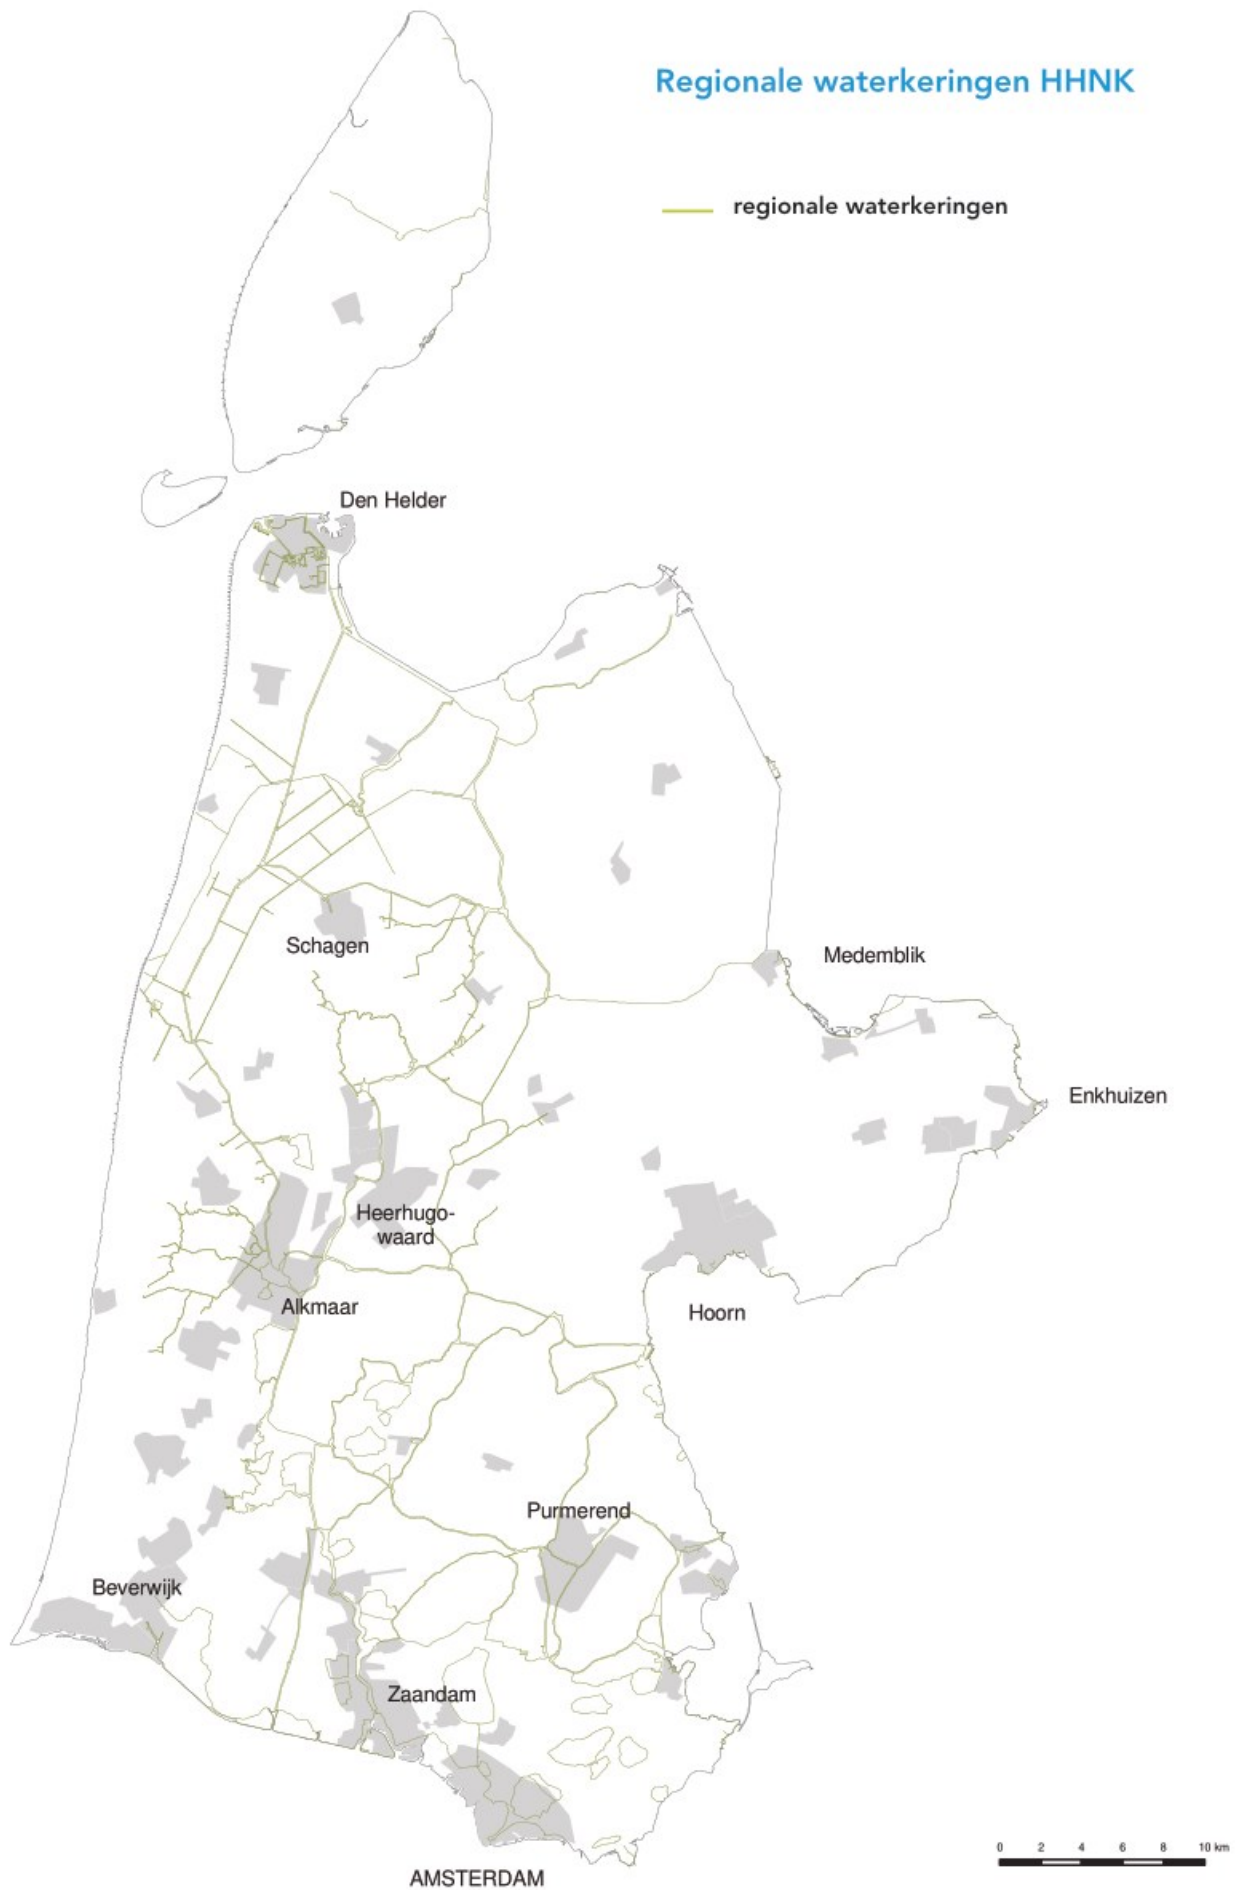 Regionale waterkeringen HHNK
regionale waterkeringen
Den Helder
Schagen
Medemblik
Enkhuizen
Heerhugo-
waard
Alkmaar
Hoorn
Purmerend
Beverwijk
Zaandam
AMSTERDAM
0 2 4 6 8 10 km